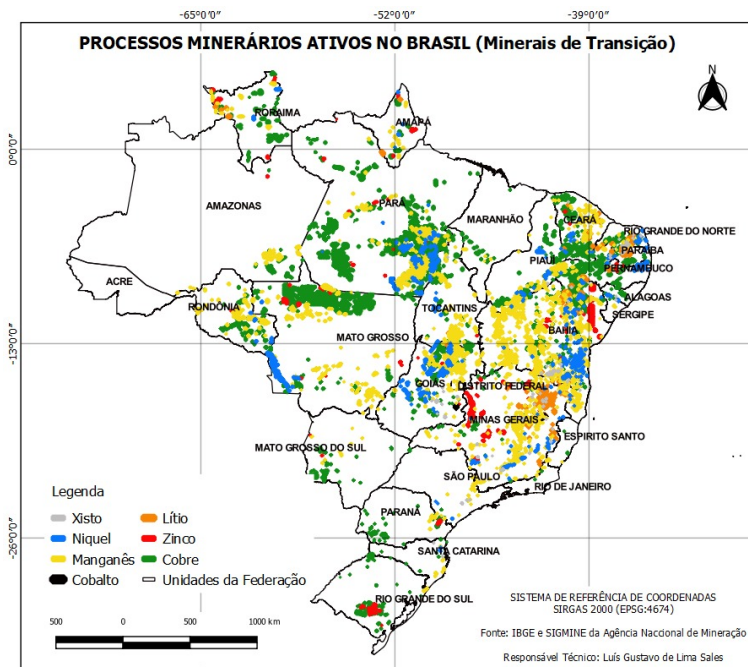 -65°0'0"
-52°0'0"
-39°0'0"
PROCESSOS MINERÁRIOS ATIVOS NO BRASIL (Minerais de Transição)
N
RORAIMA
AMAPÁ
0°0'0"
AMAZONAS
PARÁ
MARANHÃO
CEARÁ
RIO GRANDE DO NORTE
PARAÍBA
PIAUÍ
PERNAMBUCO
ACRE
ALAGOAS
RONDÔNIA
TOCANTINS
SERGIPE
BAHIA
-13°0'0"
MATO GROSSO
GOIÁS
DISTRITO FEDERAL
MINAS GERAIS
ESPIRITO SANTO
MATO GROSSO DO SUL
SÃO PAULO
RIO DE JANEIRO
Legenda
Xisto
Lítio
Niquel
Zinco
Manganês
Cobre
Cobalto
Unidades da Federação
PARANÁ
-26°0'0"
SANTA CATARINA
RIO GRANDE DO SUL
500 0 500 1000 km
SISTEMA DE REFERÊNCIA DE COORDENADAS
SIRGAS 2000 (EPSG:4674)
Fonte: IBGE e SIGMINE da Agência Naccional de Mineração
Responsável Técnico: Luís Gustavo de Lima Sales